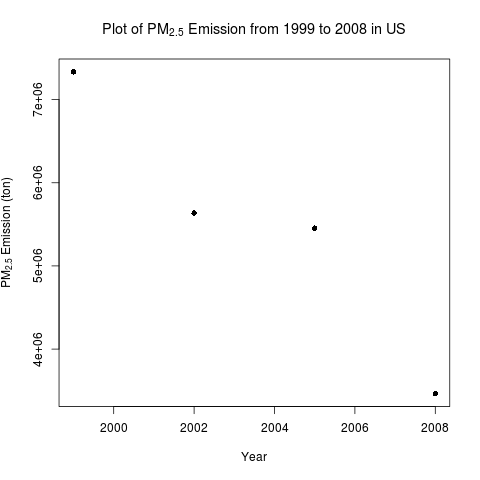 Plot of PM2.5 Emission from 1999 to 2008 in US
PM2.5 Emission (ton)
7e+06
6e+06
5e+06
4e+06
2000 2002 2004 2006 2008
Year